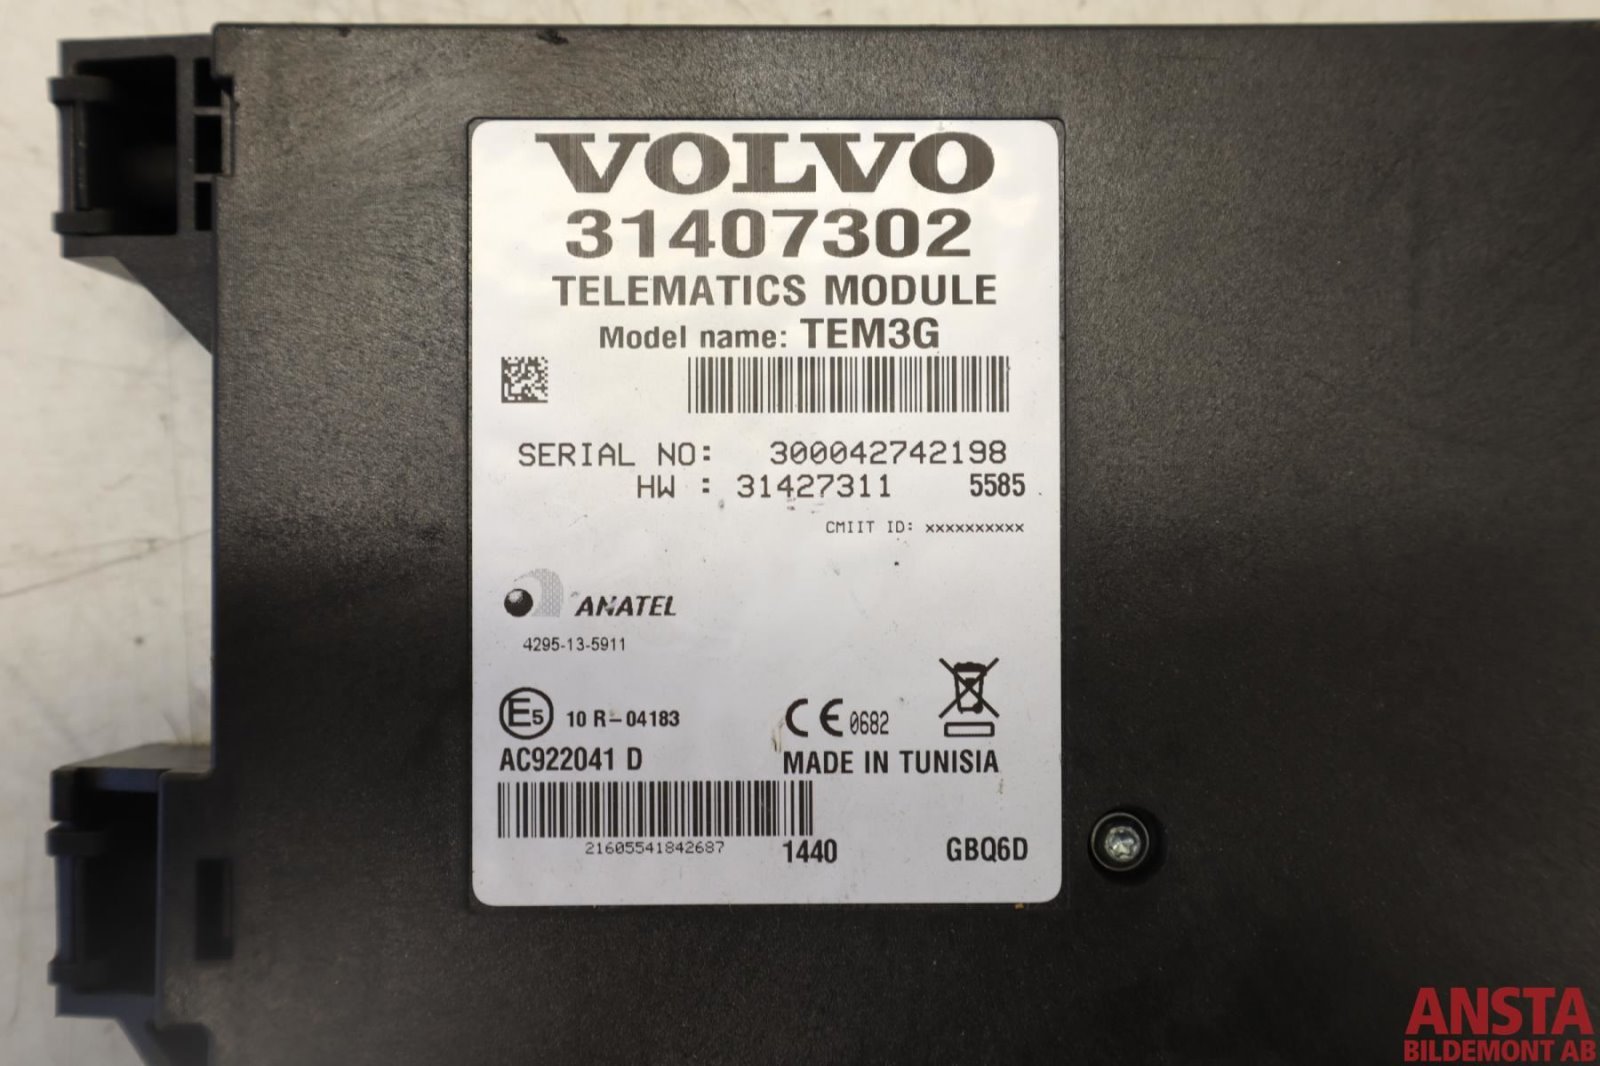 VOLVO
31407302
TELEMATICS MODULE
Model name: TEM3G
SERIAL NO: 300042742198
HW : 31427311 5585
CMIIT ID: xxxxxxxxxx
ANATEL
4295-13-5911
E5 10 R-04183 CE 0682
AC922041 D MADE IN TUNISIA
21605541842687 1440 GBQ6D
ANSTA
BILDEMONT AB